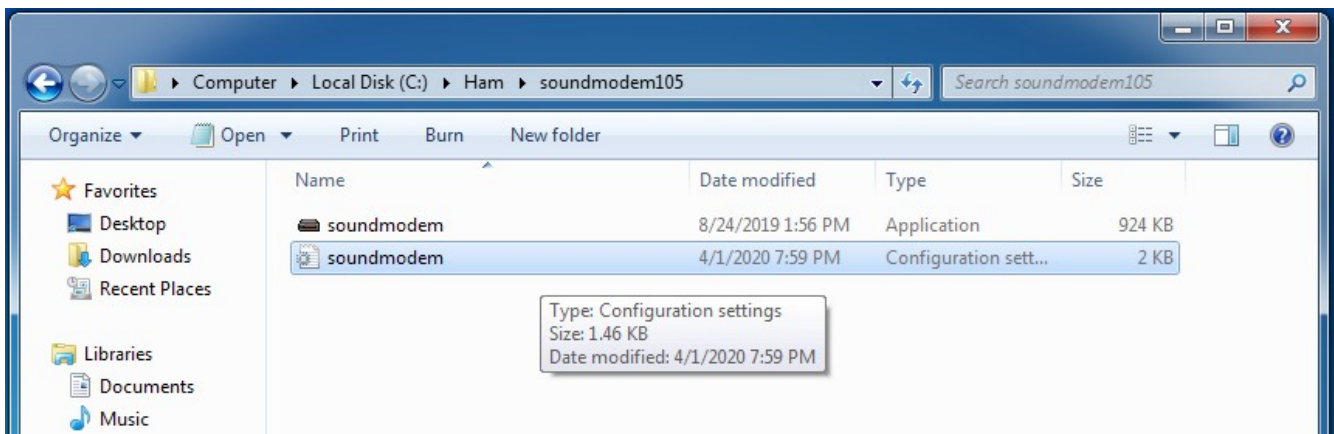 Computer Local Disk (C:) Ham soundmodem105 Search soundmodem105
Organize Open Print Burn New folder
Name Date modified Type Size
Favorites
Desktop
Downloads
Recent Places
Libraries
Documents
Music
soundmodem 8/24/2019 1:56 PM Application 924 KB
soundmodem 4/1/2020 7:59 PM Configuration sett... 2 KB
Type: Configuration settings
Size: 1.46 KB
Date modified: 4/1/2020 7:59 PM